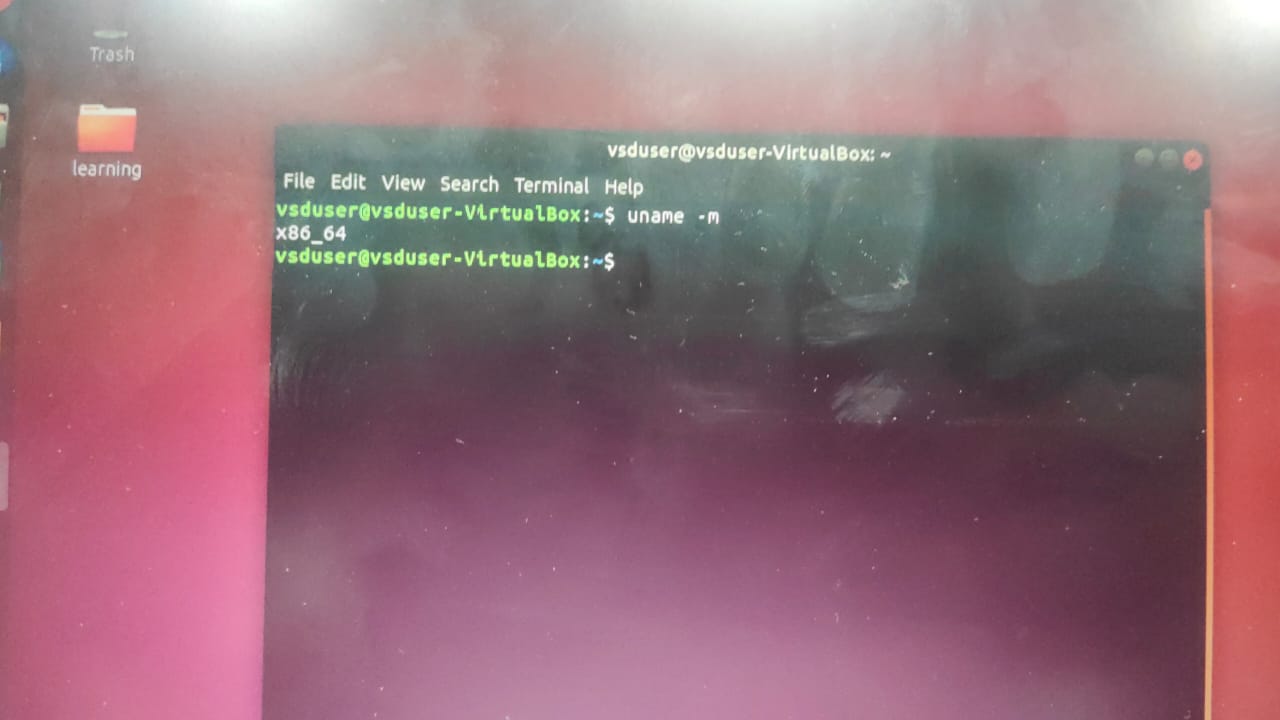 Trash
learning
vsduser@vsduser-VirtualBox: ~
File Edit View Search Terminal Help
vsduser@vsduser-VirtualBox:~$ uname -m
x86_64
vsduser@vsduser-VirtualBox:~$